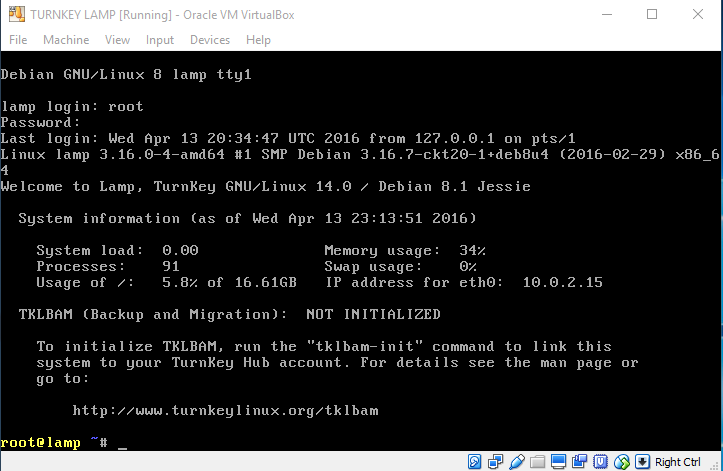 TURNKEY LAMP [Running] - Oracle VM VirtualBox
File Machine View Input Devices Help
Debian GNU/Linux 8 lamp tty1
lamp login: root
Password:
Last login: Wed Apr 13 20:34:47 UTC 2016 from 127.0.0.1 on pts/1
Linux lamp 3.16.0-4-amd64 #1 SMP Debian 3.16.7-ckt20-1+deb8u4 (2016-02-29) x86_6
4
Welcome to Lamp, TurnKey GNU/Linux 14.0 / Debian 8.1 Jessie
System information (as of Wed Apr 13 23:13:51 2016)
System load: 0.00 Memory usage: 34%
Processes: 91 Swap usage: 0%
Usage of /: 5.8% of 16.61GB IP address for eth0: 10.0.2.15
TKLBAM (Backup and Migration): NOT INITIALIZED
To initialize TKLBAM, run the "tklbam-init" command to link this
system to your TurnKey Hub account. For details see the man page or
go to:
http://www.turnkeylinux.org/tklbam
root@lamp ~# _
Right Ctrl